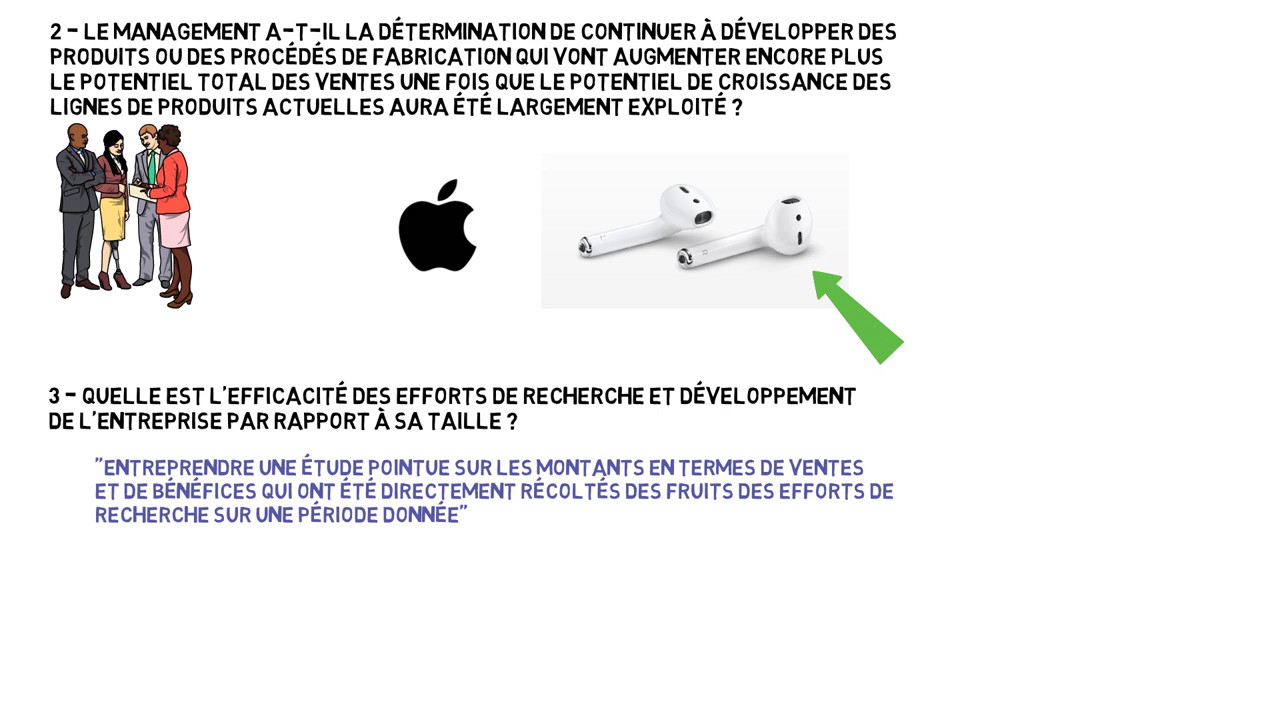 2 - LE MANAGEMENT A-T-IL LA DÉTERMINATION DE CONTINUER À DÉVELOPPER DES
PRODUITS OU DES PROCÉDÉS DE FABRICATION QUI VONT AUGMENTER ENCORE PLUS
LE POTENTIEL TOTAL DES VENTES UNE FOIS QUE LE POTENTIEL DE CROISSANCE DES
LIGNES DE PRODUITS ACTUELLES AURA ÉTÉ LARGEMENT EXPLOITÉ ?
L
R
3 - QUELLE EST L'EFFICACITÉ DES EFFORTS DE RECHERCHE ET DÉVELOPPEMENT
DE L'ENTREPRISE PAR RAPPORT À SA TAILLE ?
"ENTREPRENDRE UNE ÉTUDE POINTUE SUR LES MONTANTS EN TERMES DE VENTES
ET DE BÉNÉFICES QUI ONT ÉTÉ DIRECTEMENT RÉCOLTÉS DES FRUITS DES EFFORTS DE
RECHERCHE SUR UNE PÉRIODE DONNÉE"